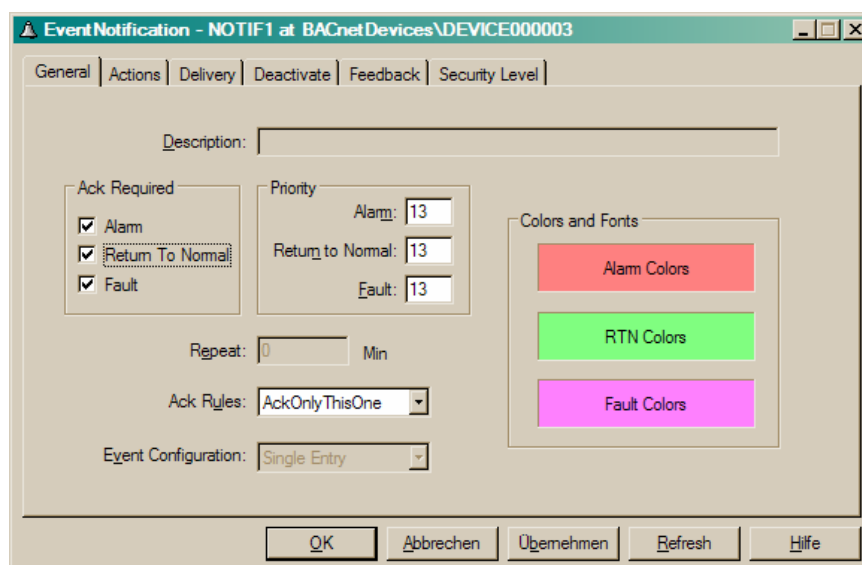 EventNotification - NOTIF1 at BACnetDevices\DEVICE000003
General Actions Delivery Deactivate Feedback Security Level
Description:
Ack Required
Alarm
Return To Normal
Fault
Priority
Alarm: 13
Return to Normal: 13
Fault: 13
Colors and Fonts
Alarm Colors
RTN Colors
Fault Colors
Repeat: 0 Min
Ack Rules: AckOnlyThisOne
Event Configuration: Single Entry
OK Abbrechen Übernehmen Refresh Hilfe